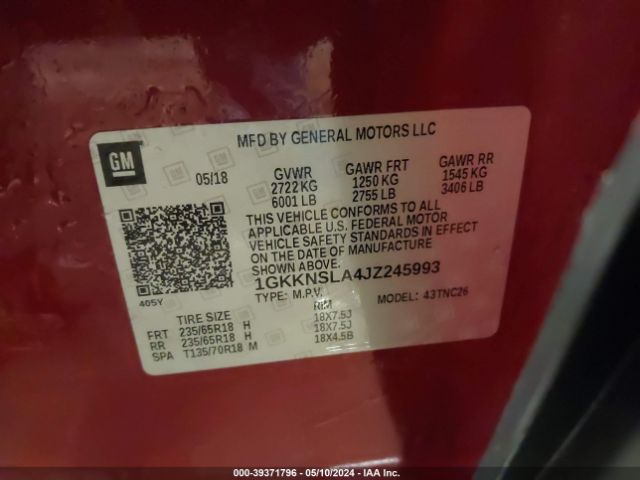 MFD BY GENERAL MOTORS LLC
GM
05/18 GVWR GAWR FRT GAWR RR
2722 KG 1250 KG 1545 KG
6001 LB 2755 LB 3406 LB
THIS VEHICLE CONFORMS TO ALL
APPLICABLE U.S. FEDERAL MOTOR
VEHICLE SAFETY STANDARDS IN EFFECT
ON THE DATE OF MANUFACTURE
SHOWN ABOVE.
405Y
1GKKNSLA4JZ245993
TYPE: M.P.V. MODEL: 43TNC26
TIRE SIZE RIM
FRT 235/65R18 H 18X7.5J
RR 235/65R18 H 18X7.5J
SPA T135/70R18 M 18X4.5B
000-39371796 - 05/10/2024 - IAAI.COM